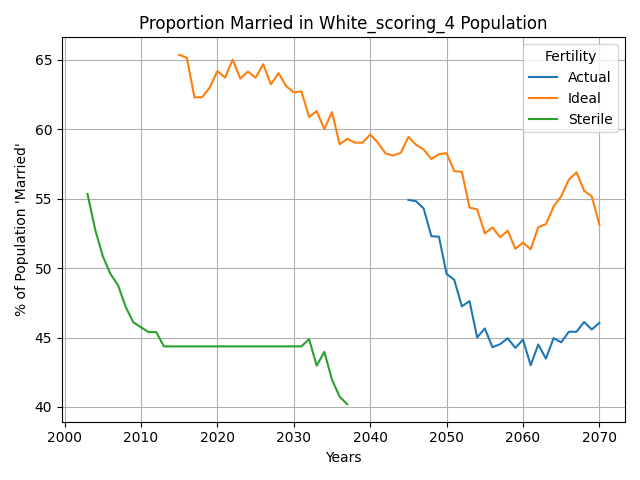 Proportion Married in White_scoring_4 Population
% of Population 'Married'
65
60
55
50
45
40
Fertility
Actual
Ideal
Sterile
2000 2010 2020 2030 2040 2050 2060 2070
Years